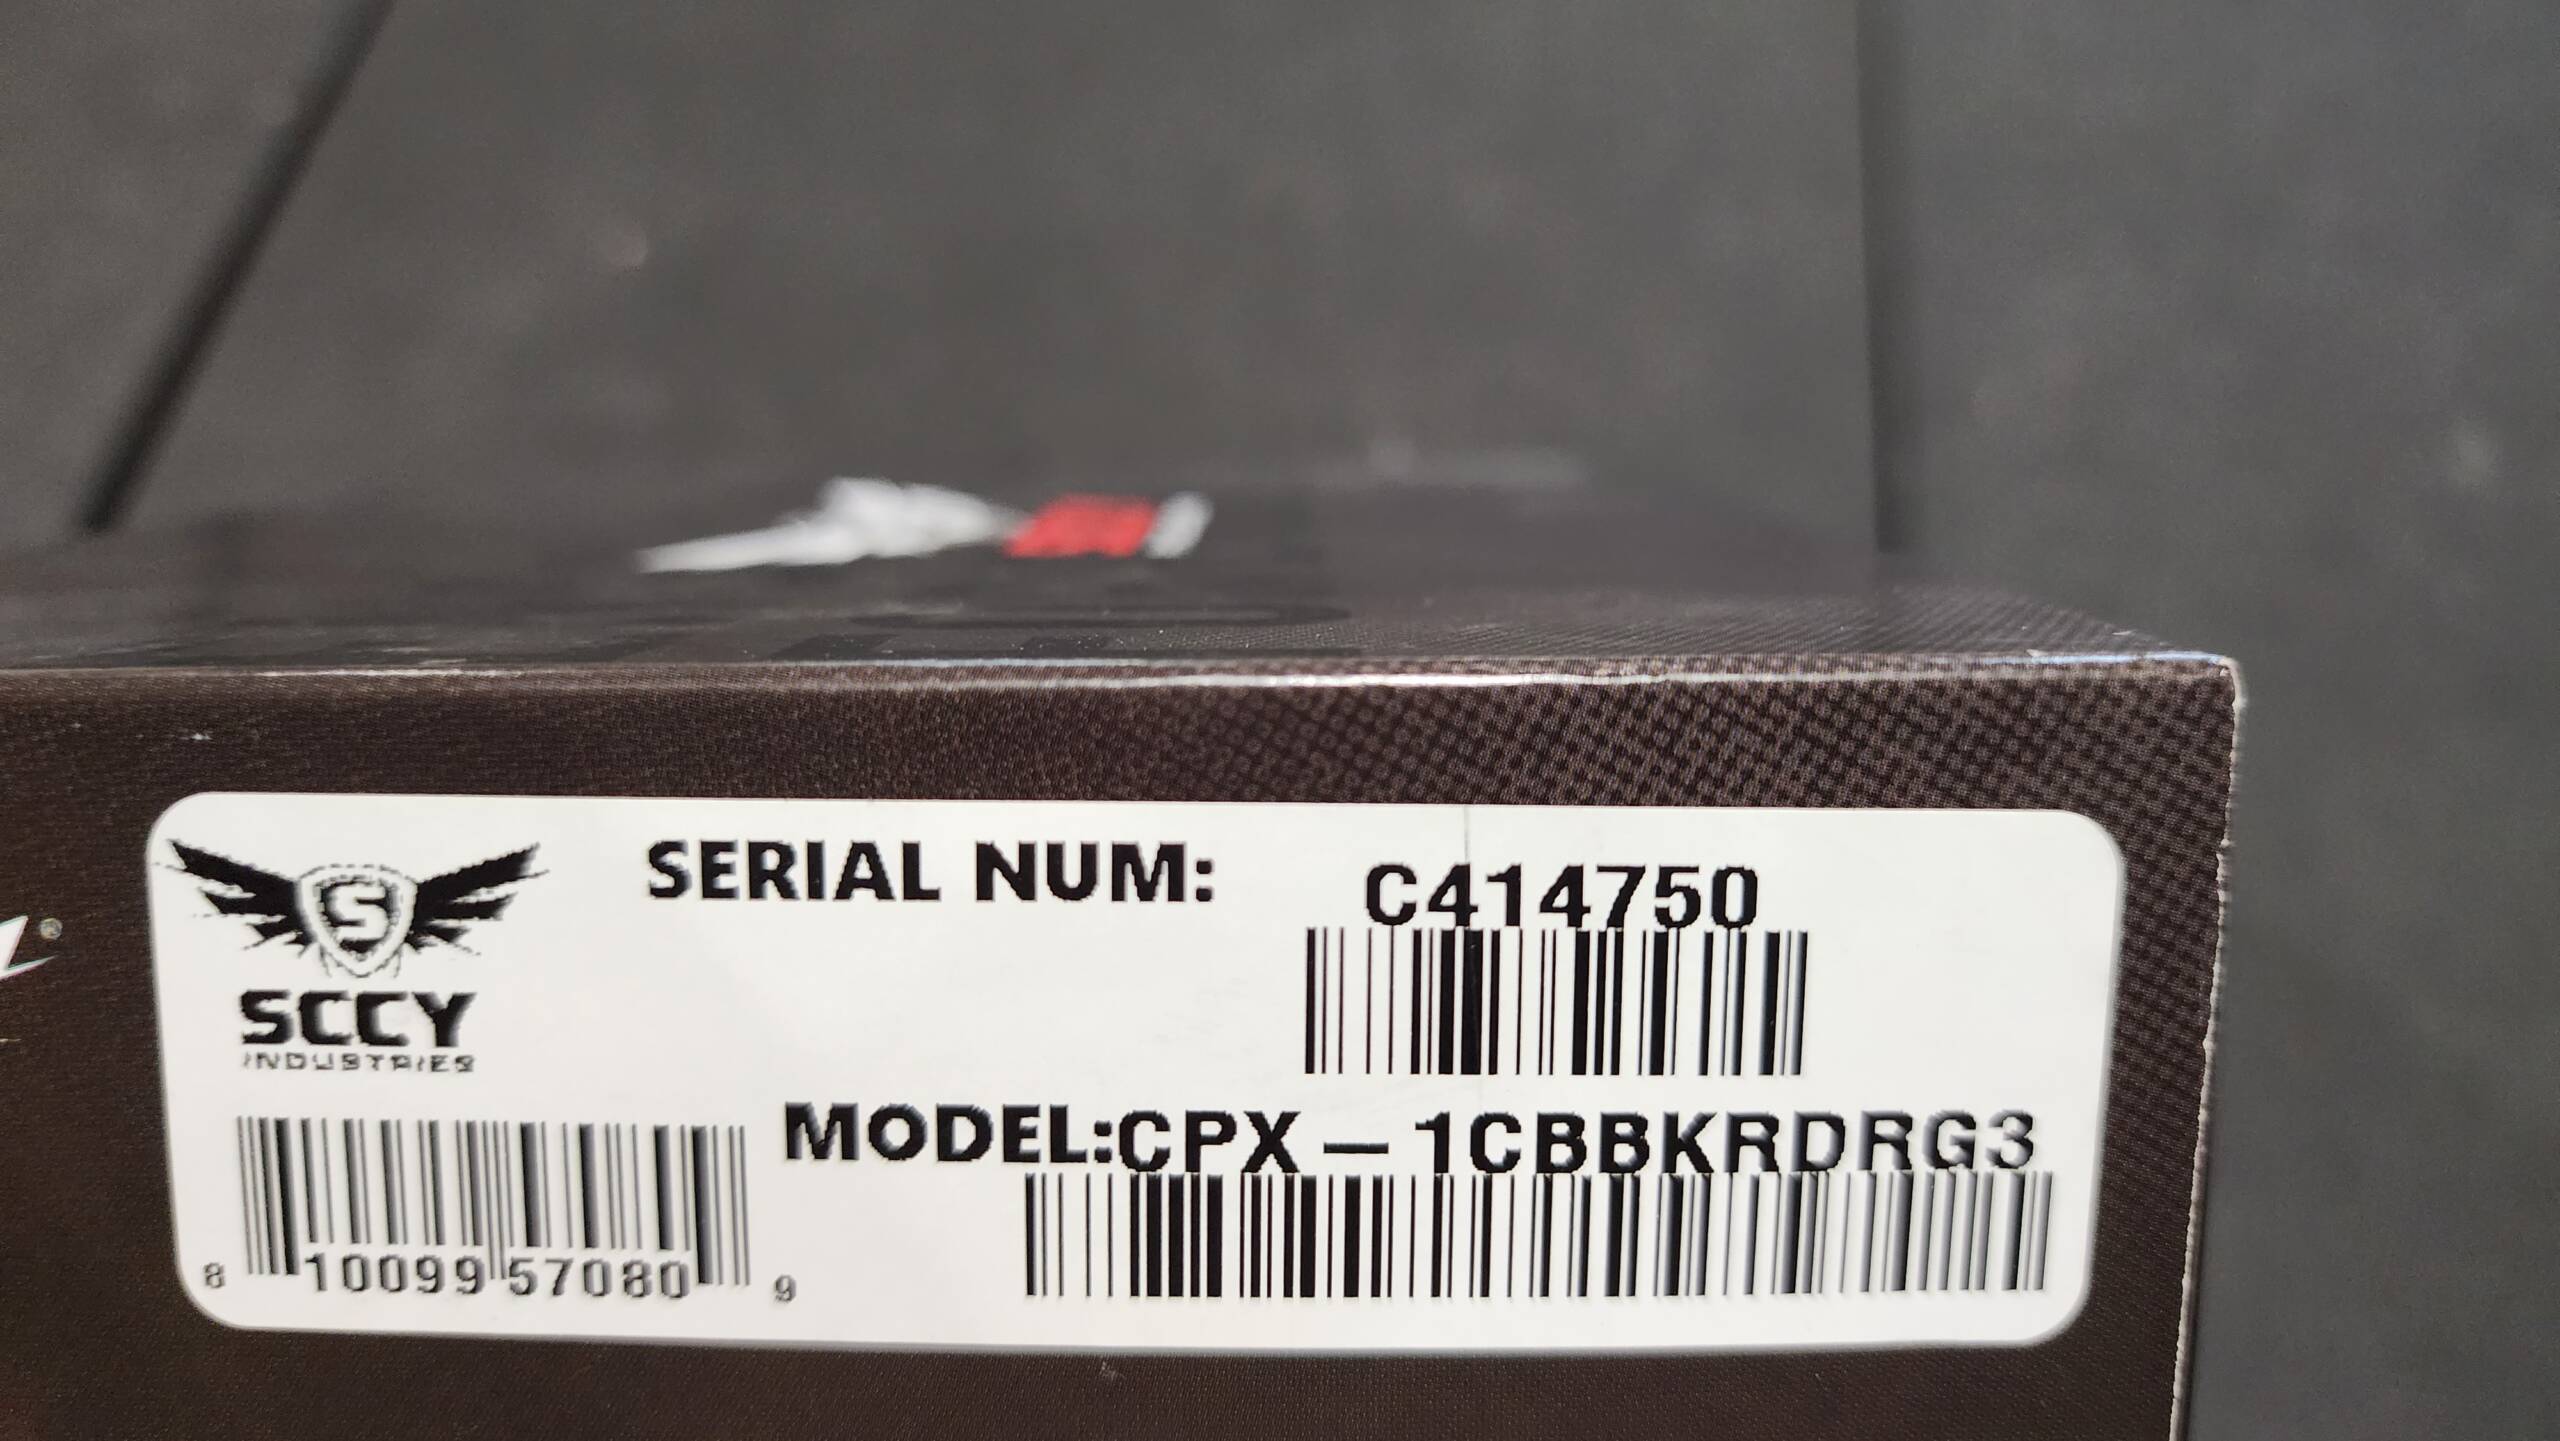 SERIAL NUM: C414750
S
SCCY
INDUSTRIES
MODEL:CPX-1CBBKRDRG3
8 10099 57080 9